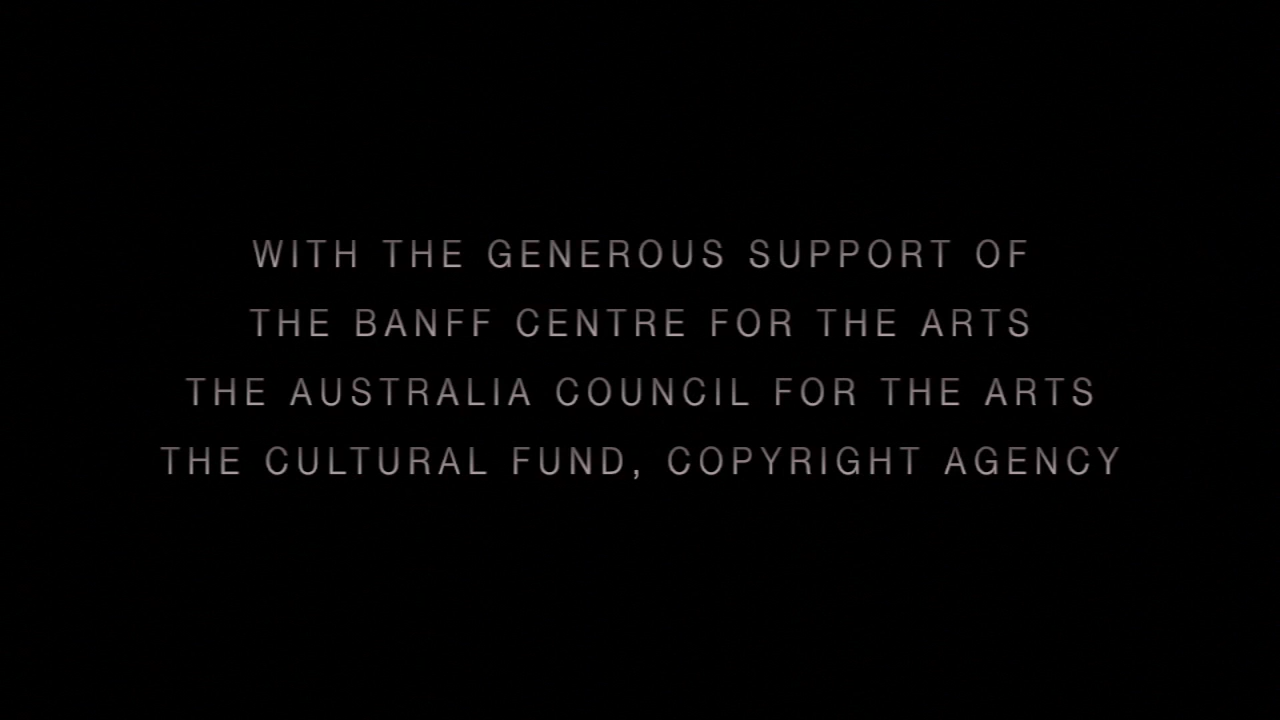 WITH THE GENEROUS SUPPORT OF
THE BANFF CENTRE FOR THE ARTS
THE AUSTRALIA COUNCIL FOR THE ARTS
THE CULTURAL FUND, COPYRIGHT AGENCY